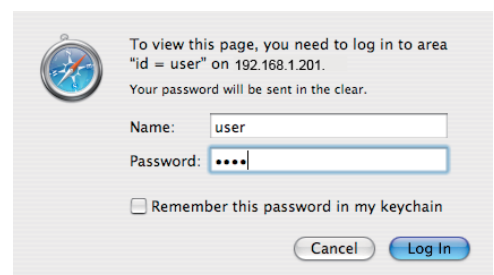 To view this page, you need to log in to area
“id = user” on 192.168.1.201.
Your password will be sent in the clear.
Name: user
Password: ••••
Remember this password in my keychain
Cancel Log In